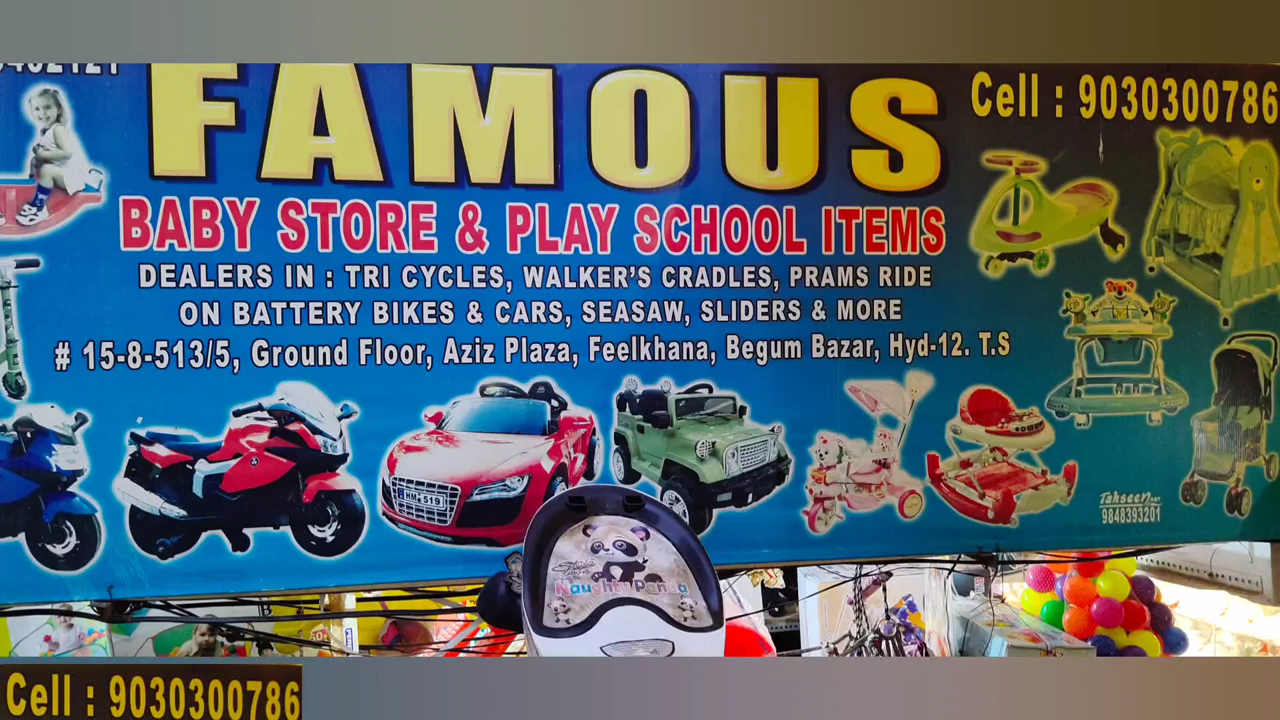 FAMOUS
Cell : 9030300786
BABY STORE & PLAY SCHOOL ITEMS
DEALERS IN : TRI CYCLES, WALKER'S CRADLES, PRAMS RIDE
ON BATTERY BIKES & CARS, SEASAW, SLIDERS & MORE
# 15-8-513/5, Ground Floor, Aziz Plaza, Feelkhana, Begum Bazar, Hyd-12. T.S
HM 519
Tahseen ART
9848393201
Naughty Panda
Cell : 9030300786